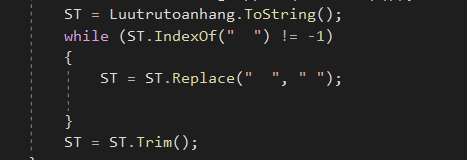 ST = Luutrutoanhang.ToString();
while (ST.IndexOf("  ") != -1)
{
ST = ST.Replace("  ", " ");
}
ST = ST.Trim();